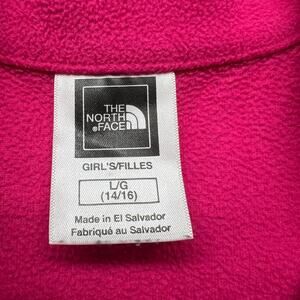 THE
NORTH
FACE
GIRL'S/FILLES
L/G
(14/16)
Made in El Salvador
Fabriqué au Salvador